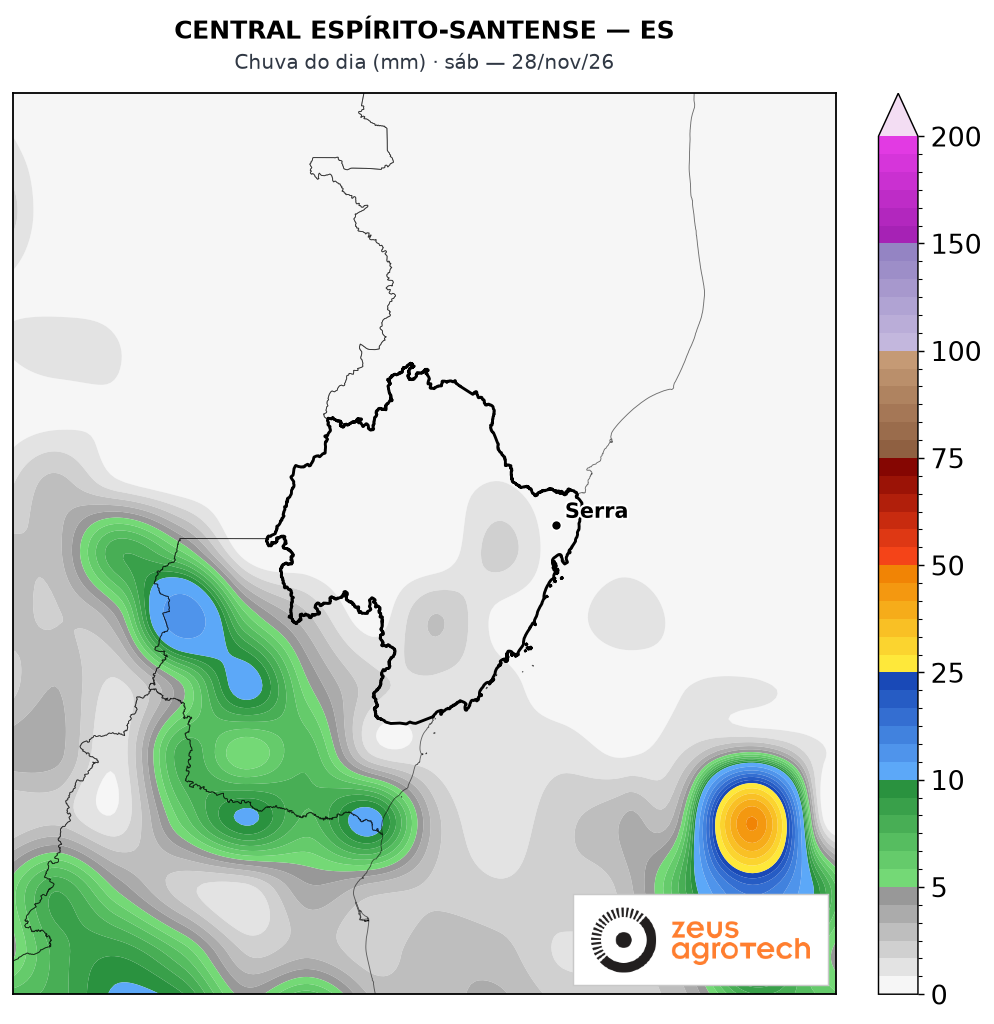 CENTRAL ESPÍRITO-SANTENSE — ES
Chuva do dia (mm) · sáb — 28/nov/26
200
150
100
75
50
25
10
5
0
Serra
zeus
agrotech